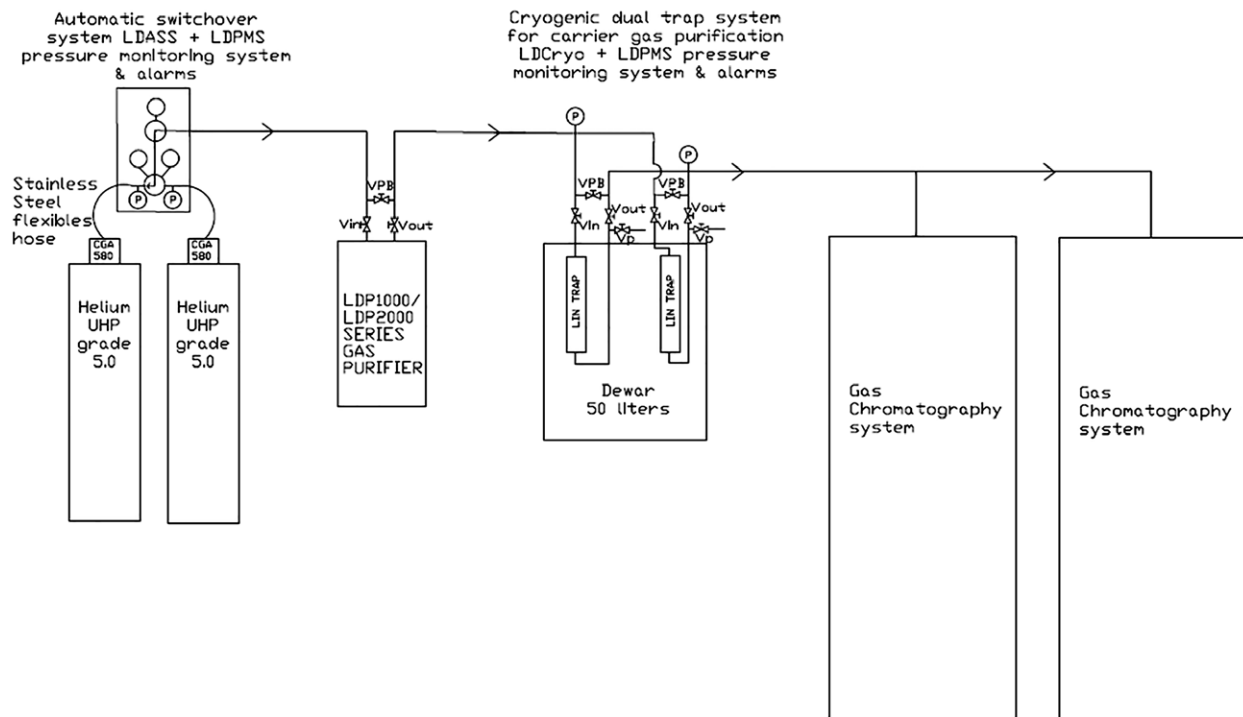 Automatic switchover
system LDASS + LDPMS
pressure monitoring system
& alarms
Cryogenic dual trap system
for carrier gas purification
LDCryo + LDPMS pressure
monitoring system & alarms
P
P
P
P
Stainless
Steel
flexibles
hose
CGA
580
CGA
580
Helium
UHP
grade
5.0
Helium
UHP
grade
5.0
VPB
Vin
Vout
LDP1000/
LDP2000
SERIES
GAS
PURIFIER
VPB
Vin
Vout
Vp
VPB
Vin
Vout
Vp
LIN TRAP
LIN TRAP
Dewar
50 liters
Gas
Chromatography
system
Gas
Chromatography
system